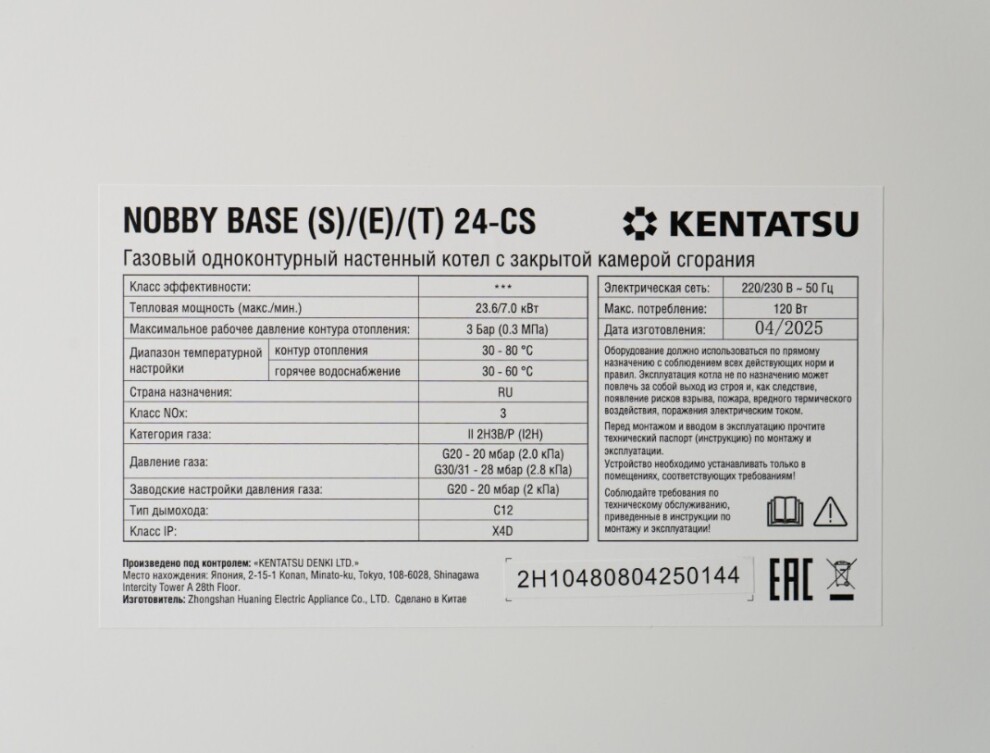 NOBBY BASE (S)/(E)/(T) 24-CS
KENTATSU
Газовый одноконтурный настенный котел с закрытой камерой сгорания
Класс эффективности: ***
Тепловая мощность (макс./мин.) 23.6/7.0 кВт
Максимальное рабочее давление контура отопления: 3 Бар (0.3 МПа)
Диапазон температурной настройки
контур отопления 30 - 80 °C
горячее водоснабжение 30 - 60 °C
Страна назначения: RU
Класс NOx: 3
Категория газа: II 2H3B/P (I2H)
Давление газа: G20 - 20 мбар (2.0 кПа)
G30/31 - 28 мбар (2.8 кПа)
Заводские настройки давления газа: G20 - 20 мбар (2 кПа)
Тип дымохода: C12
Класс IP: X4D
Электрическая сеть: 220/230 В ~ 50 Гц
Макс. потребление: 120 Вт
Дата изготовления: 04/2025
Оборудование должно использоваться по прямому
назначению с соблюдением всех действующих норм и
правил. Эксплуатация котла не по назначению может
повлечь за собой выход из строя и, как следствие,
появление рисков взрыва, пожара, вредного термического
воздействия, поражения электрическим током.
Перед монтажом и вводом в эксплуатацию прочтите
технический паспорт (инструкцию) по монтажу и
эксплуатации.
Устройство необходимо устанавливать только в
помещениях, соответствующих требованиям!
Соблюдайте требования по
техническому обслуживанию,
приведенные в инструкции по
монтажу и эксплуатации!
Произведено под контролем: «KENTATSU DENKI LTD.»
Место нахождения: Япония, 2-15-1 Konan, Minato-ku, Tokyo, 108-6028, Shinagawa
Intercity Tower A 28th Floor.
Изготовитель: Zhongshan Huaning Electric Appliance Co., LTD. Сделано в Китае
2H10480804250144
EAC